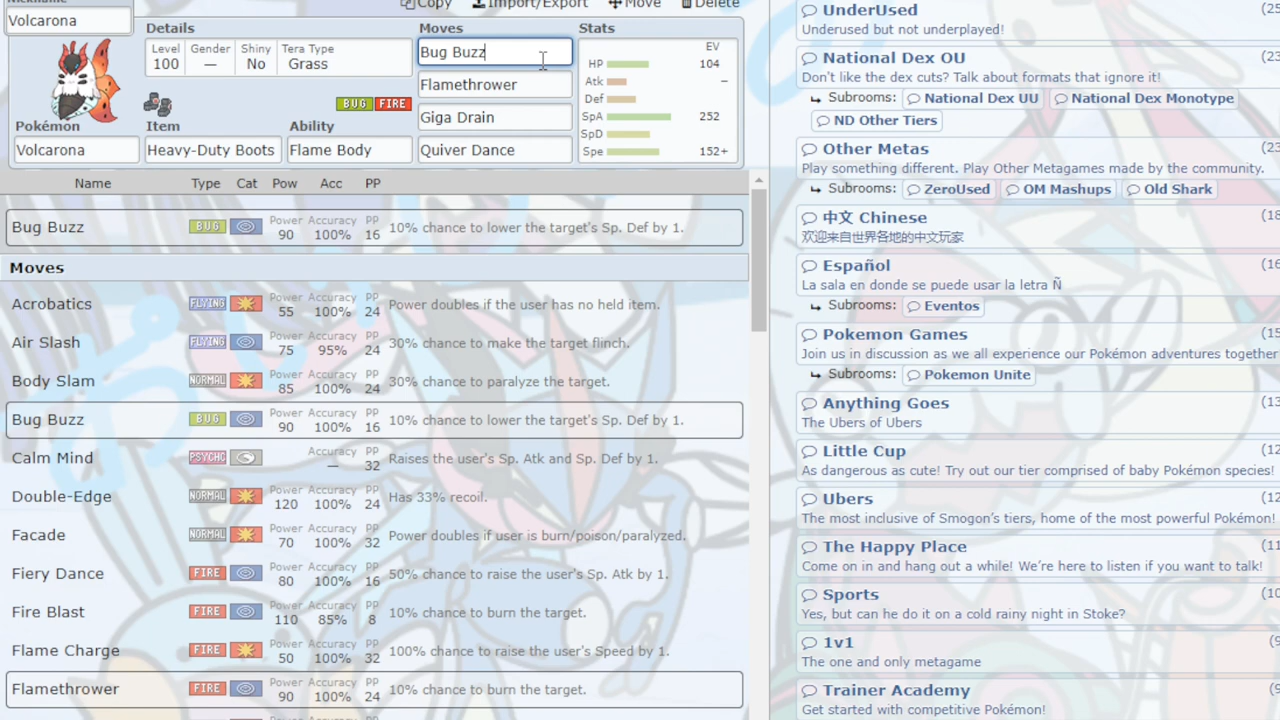 Nickname
Copy Import/Export Move Delete
Volcarona
Details
Moves
Stats
Level
100
Gender
—
Shiny
No
Tera Type
Grass
Bug Buzz
Flamethrower
Giga Drain
Quiver Dance
EV
HP 104
Atk –
Def
SpA 252
SpD
Spe 152+
BUG FIRE
Pokémon
Volcarona
Item
Heavy-Duty Boots
Ability
Flame Body
Name Type Cat Pow Acc PP
Bug Buzz BUG Power 90 Accuracy 100% PP 16 10% chance to lower the target's Sp. Def by 1.
Moves
Acrobatics FLYING Power 55 Accuracy 100% PP 24 Power doubles if the user has no held item.
Air Slash FLYING Power 75 Accuracy 95% PP 24 30% chance to make the target flinch.
Body Slam NORMAL Power 85 Accuracy 100% PP 24 30% chance to paralyze the target.
Bug Buzz BUG Power 90 Accuracy 100% PP 16 10% chance to lower the target's Sp. Def by 1.
Calm Mind PSYCHC Accuracy — PP 32 Raises the user's Sp. Atk and Sp. Def by 1.
Double-Edge NORMAL Power 120 Accuracy 100% PP 24 Has 33% recoil.
Facade NORMAL Power 70 Accuracy 100% PP 32 Power doubles if user is burn/poison/paralyzed.
Fiery Dance FIRE Power 80 Accuracy 100% PP 16 50% chance to raise the user's Sp. Atk by 1.
Fire Blast FIRE Power 110 Accuracy 85% PP 8 10% chance to burn the target.
Flame Charge FIRE Power 50 Accuracy 100% PP 32 100% chance to raise the user's Speed by 1.
Flamethrower FIRE Power 90 Accuracy 100% PP 24 10% chance to burn the target.
UnderUsed
Underused but not underplayed!
National Dex OU
Don't like the dex cuts? Talk about formats that ignore it!
Subrooms: National Dex UU National Dex Monotype
ND Other Tiers
Other Metas
Play something different. Play Other Metagames made by the community.
Subrooms: ZeroUsed OM Mashups Old Shark
中文 Chinese
欢迎来自世界各地的中文玩家
Español
La sala en donde se puede usar la letra Ñ
Subrooms: Eventos
Pokemon Games
Join us in discussion as we all experience our Pokémon adventures together
Subrooms: Pokemon Unite
Anything Goes
The Ubers of Ubers
Little Cup
As dangerous as cute! Try out our tier comprised of baby Pokémon species!
Ubers
The most inclusive of Smogon's tiers, home of the most powerful Pokémon!
The Happy Place
Come on in and hang out a while! We're here to listen if you want to talk!
Sports
Yes, but can he do it on a cold rainy night in Stoke?
1v1
The one and only metagame
Trainer Academy
Get started with competitive Pokémon!